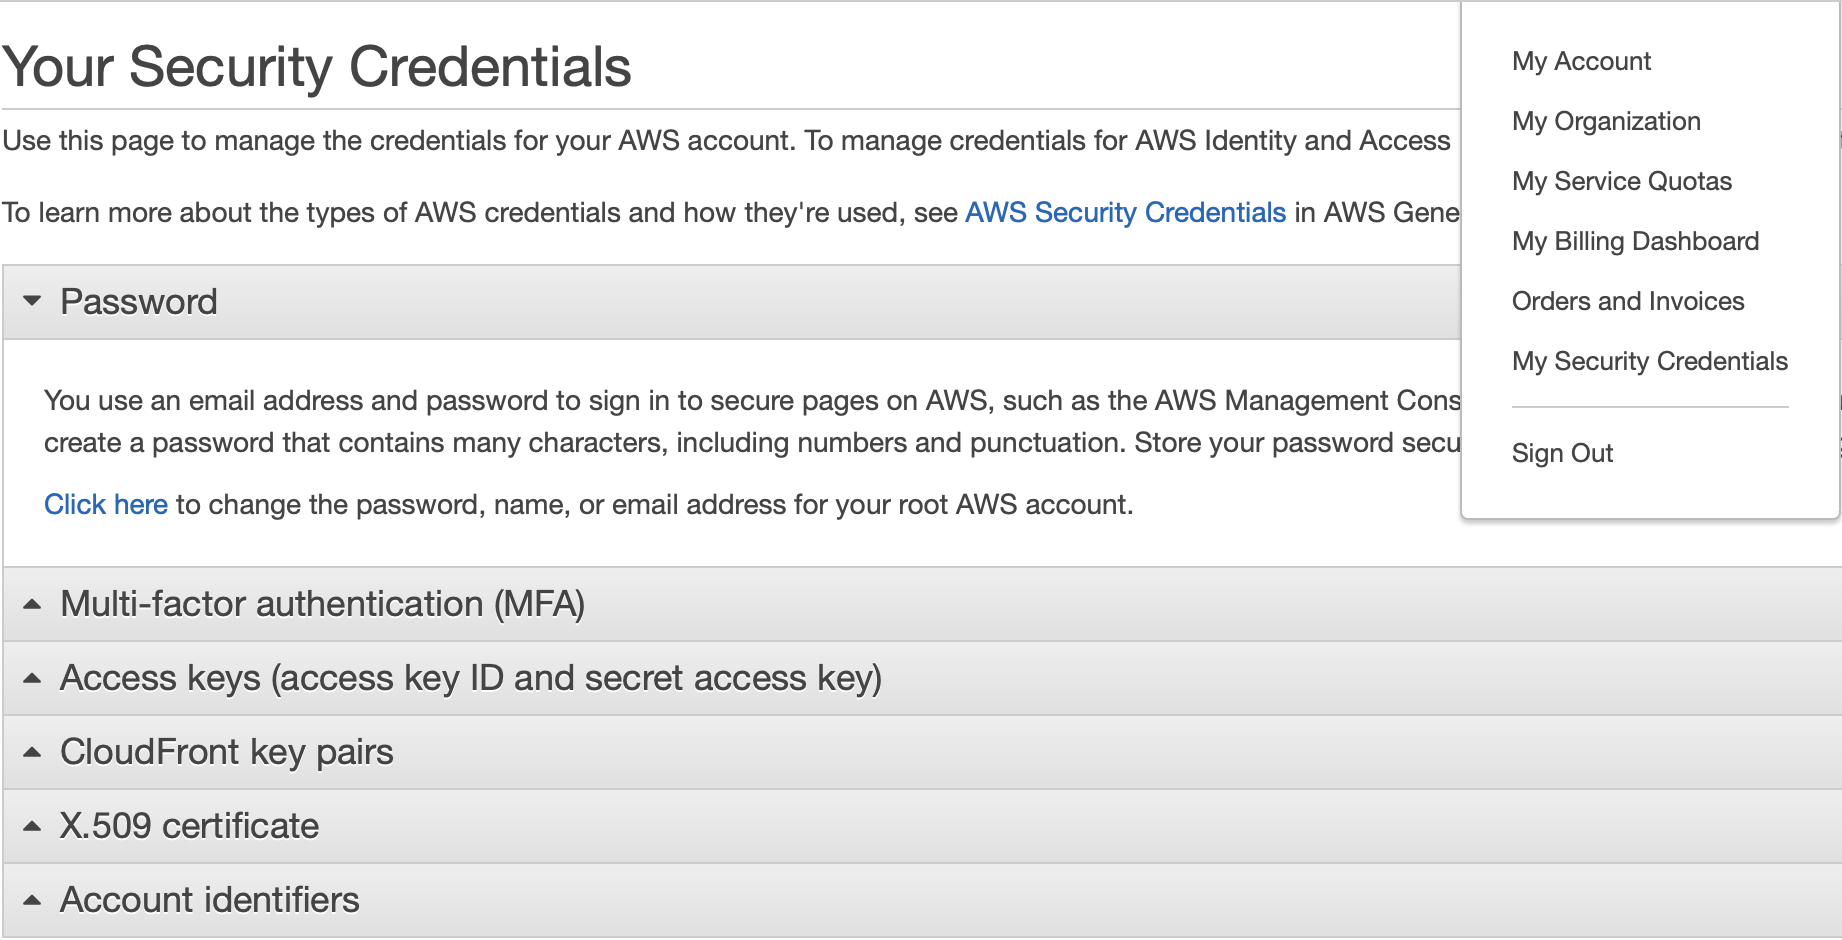 Your Security Credentials
Use this page to manage the credentials for your AWS account. To manage credentials for AWS Identity and Access
To learn more about the types of AWS credentials and how they're used, see AWS Security Credentials in AWS Gene
Password
You use an email address and password to sign in to secure pages on AWS, such as the AWS Management Cons
create a password that contains many characters, including numbers and punctuation. Store your password secu
Click here to change the password, name, or email address for your root AWS account.
Multi-factor authentication (MFA)
Access keys (access key ID and secret access key)
CloudFront key pairs
X.509 certificate
Account identifiers
My Account
My Organization
My Service Quotas
My Billing Dashboard
Orders and Invoices
My Security Credentials
Sign Out